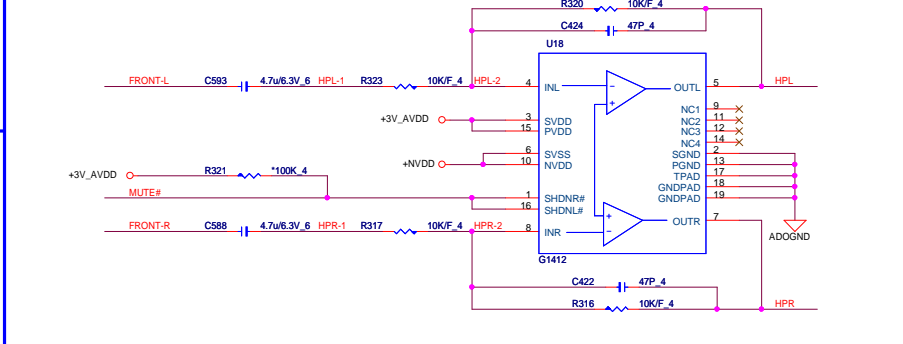 R320 10K/F_4
C424 47P_4
U18
FRONT-L C593 4.7u/6.3V_6 HPL-1 R323 10K/F_4 HPL-2 4 INL OUTL 5 HPL
NC1 9
+3V_AVDD 3 SVDD NC2 11
15 PVDD NC3 12
NC4 14
+NVDD 6 SVSS SGND 2
10 NVDD PGND 13
+3V_AVDD R321 *100K_4 TPAD 17
GNDPAD 18
MUTE# 1 SHDNR# GNDPAD 19
16 SHDNL#
FRONT-R C588 4.7u/6.3V_6 HPR-1 R317 10K/F_4 HPR-2 8 INR OUTR 7
ADOGND
G1412
C422 47P_4
R316 10K/F_4 HPR